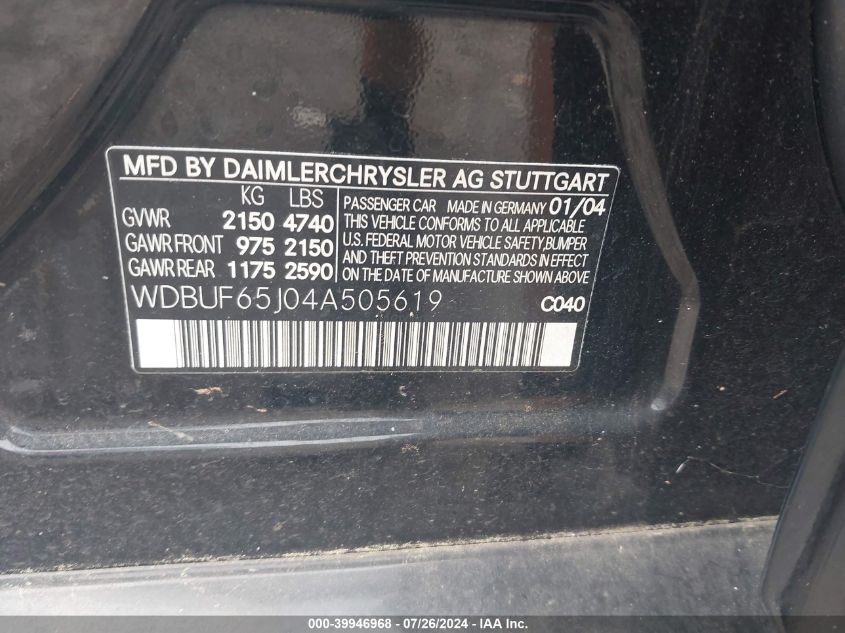 MFD BY DAIMLERCHRYSLER AG STUTTGART
KG LBS
GVWR 2150 4740
GAWR FRONT 975 2150
GAWR REAR 1175 2590
PASSENGER CAR MADE IN GERMANY 01/04
THIS VEHICLE CONFORMS TO ALL APPLICABLE
U.S. FEDERAL MOTOR VEHICLE SAFETY, BUMPER
AND THEFT PREVENTION STANDARDS IN EFFECT
ON THE DATE OF MANUFACTURE SHOWN ABOVE
WDBUF65J04A505619 C040
000-39946968 - 07/26/2024 - IAA Inc.